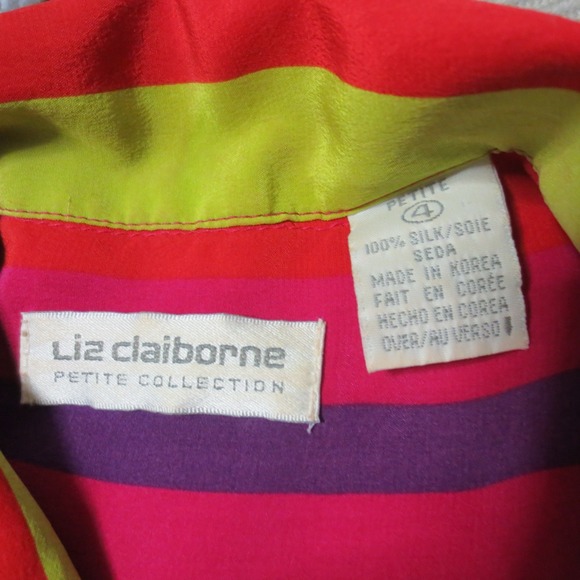 PETITE
4
100% SILK/SOIE
SEDA
MADE IN KOREA
FAIT EN CORÉE
HECHO EN COREA
OVER/AU VERSO
Liz claiborne
PETITE COLLECTION